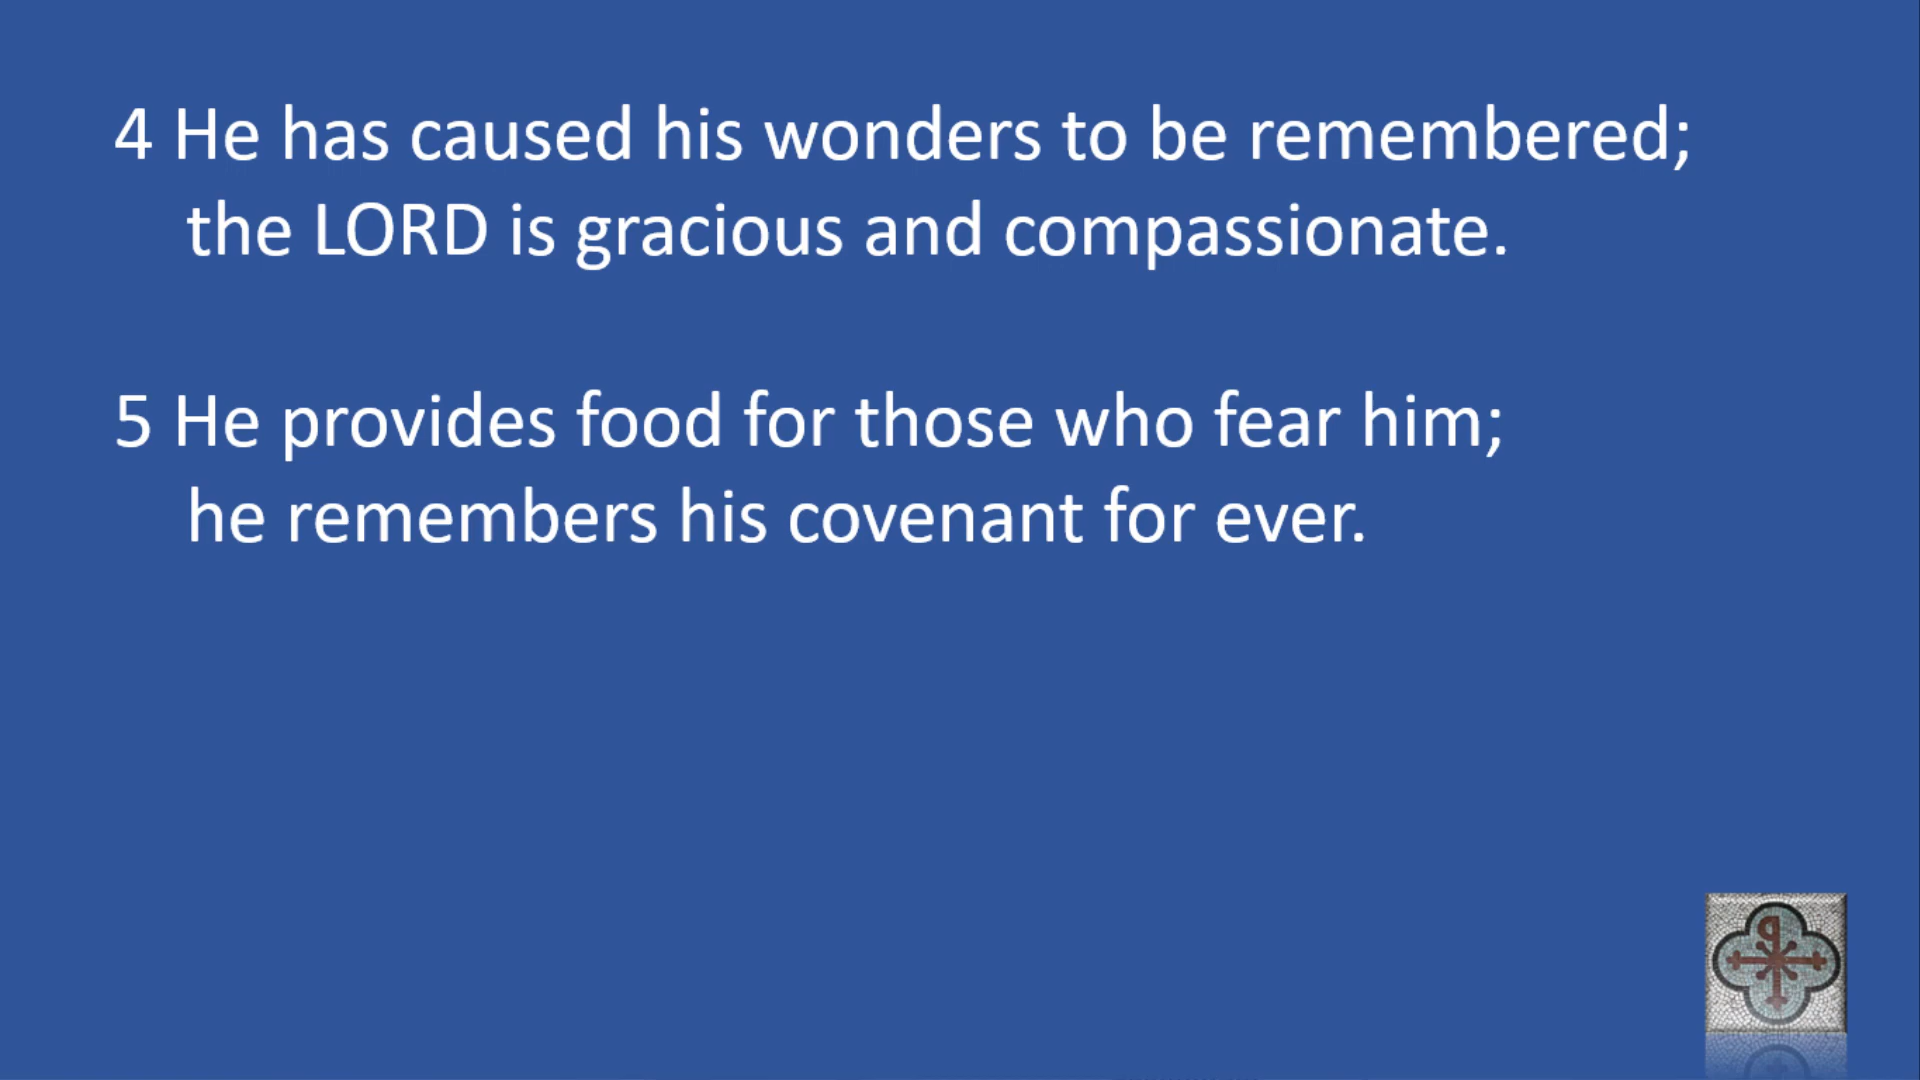 4 He has caused his wonders to be remembered;
the LORD is gracious and compassionate.
5 He provides food for those who fear him;
he remembers his covenant for ever.